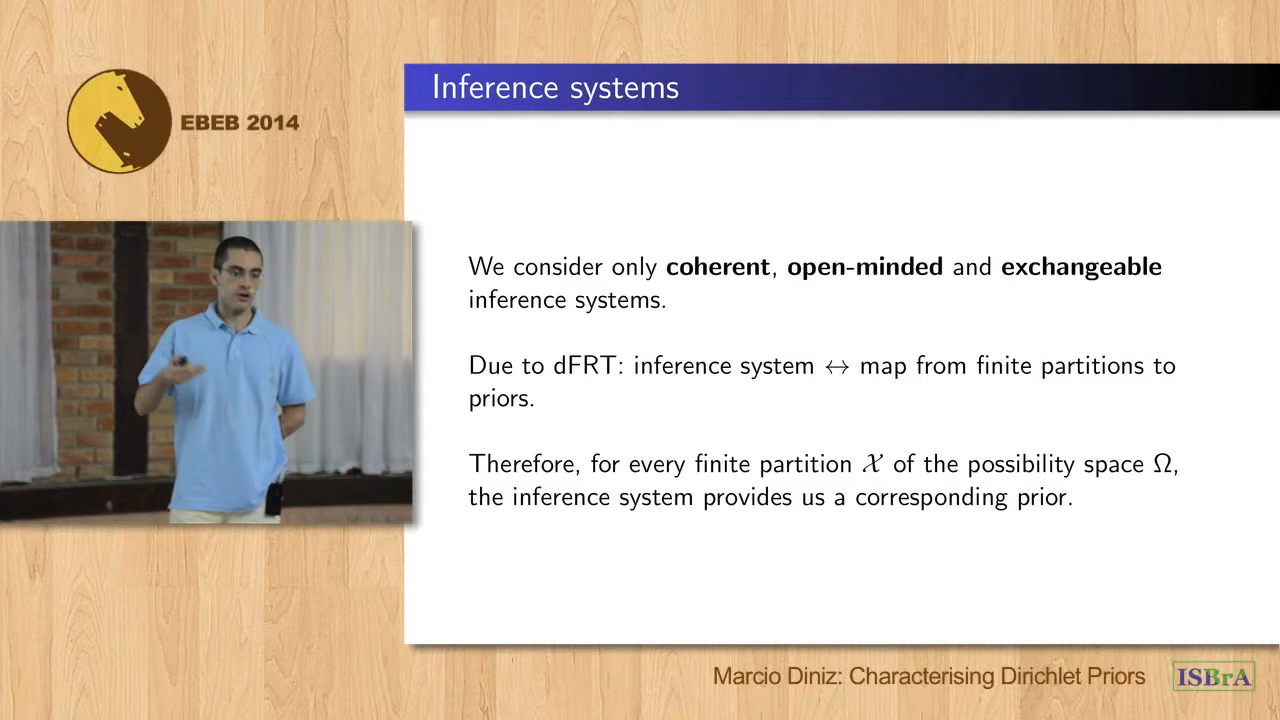 EBEB 2014
Inference systems
We consider only coherent, open-minded and exchangeable
inference systems.
Due to dFRT: inference system ↔ map from finite partitions to
priors.
Therefore, for every finite partition 𝒳 of the possibility space Ω,
the inference system provides us a corresponding prior.
Marcio Diniz: Characterising Dirichlet Priors
ISBrA